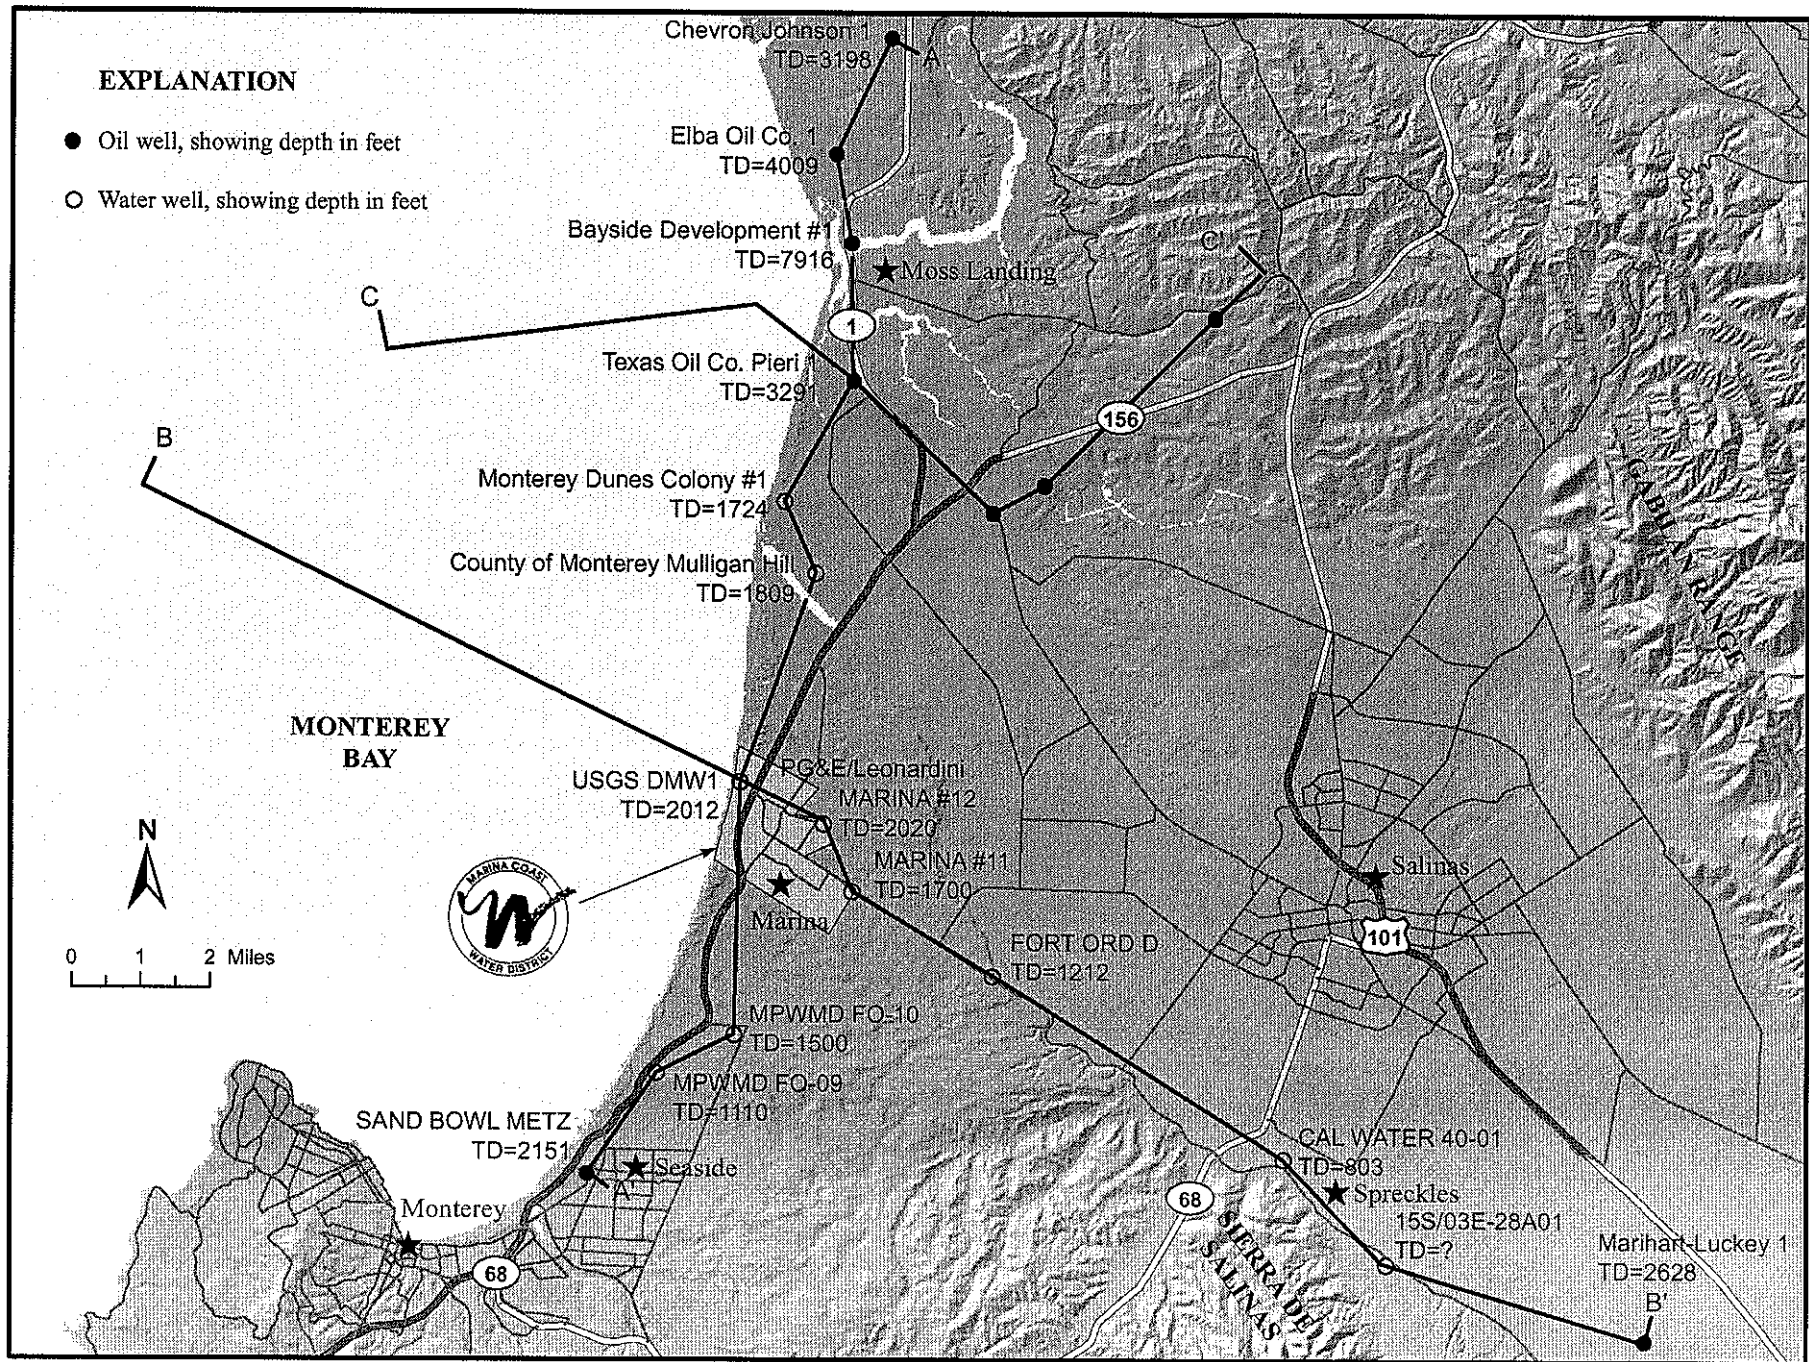 EXPLANATION
Oil well, showing depth in feet
Water well, showing depth in feet
Chevron Johnson 1
TD=3198
A
Elba Oil Co. 1
TD=4009
Bayside Development #1
TD=7916
Moss Landing
C
C'
1
Texas Oil Co. Pieri 1
TD=3291
156
B
Monterey Dunes Colony #1
TD=1724
County of Monterey Mulligan Hill
TD=1809
GABILAN RANGE
MONTEREY
BAY
USGS DMW1
TD=2012
PG&E/Leonardini
MARINA #12
TD=2020
MARINA #11
TD=1700
Marina
Salinas
101
N
MARINA COAST
W
WATER DISTRICT
0 1 2 Miles
FORT ORD D
TD=1212
MPWMD FO-10
TD=1500
MPWMD FO-09
TD=1110
SAND BOWL METZ
TD=2151
A'
Seaside
Monterey
68
CAL WATER 40-01
TD=803
Spreckles
68
15S/03E-28A01
TD=?
SIERRA DE
SALINAS
Marihart-Luckey 1
TD=2628
B'